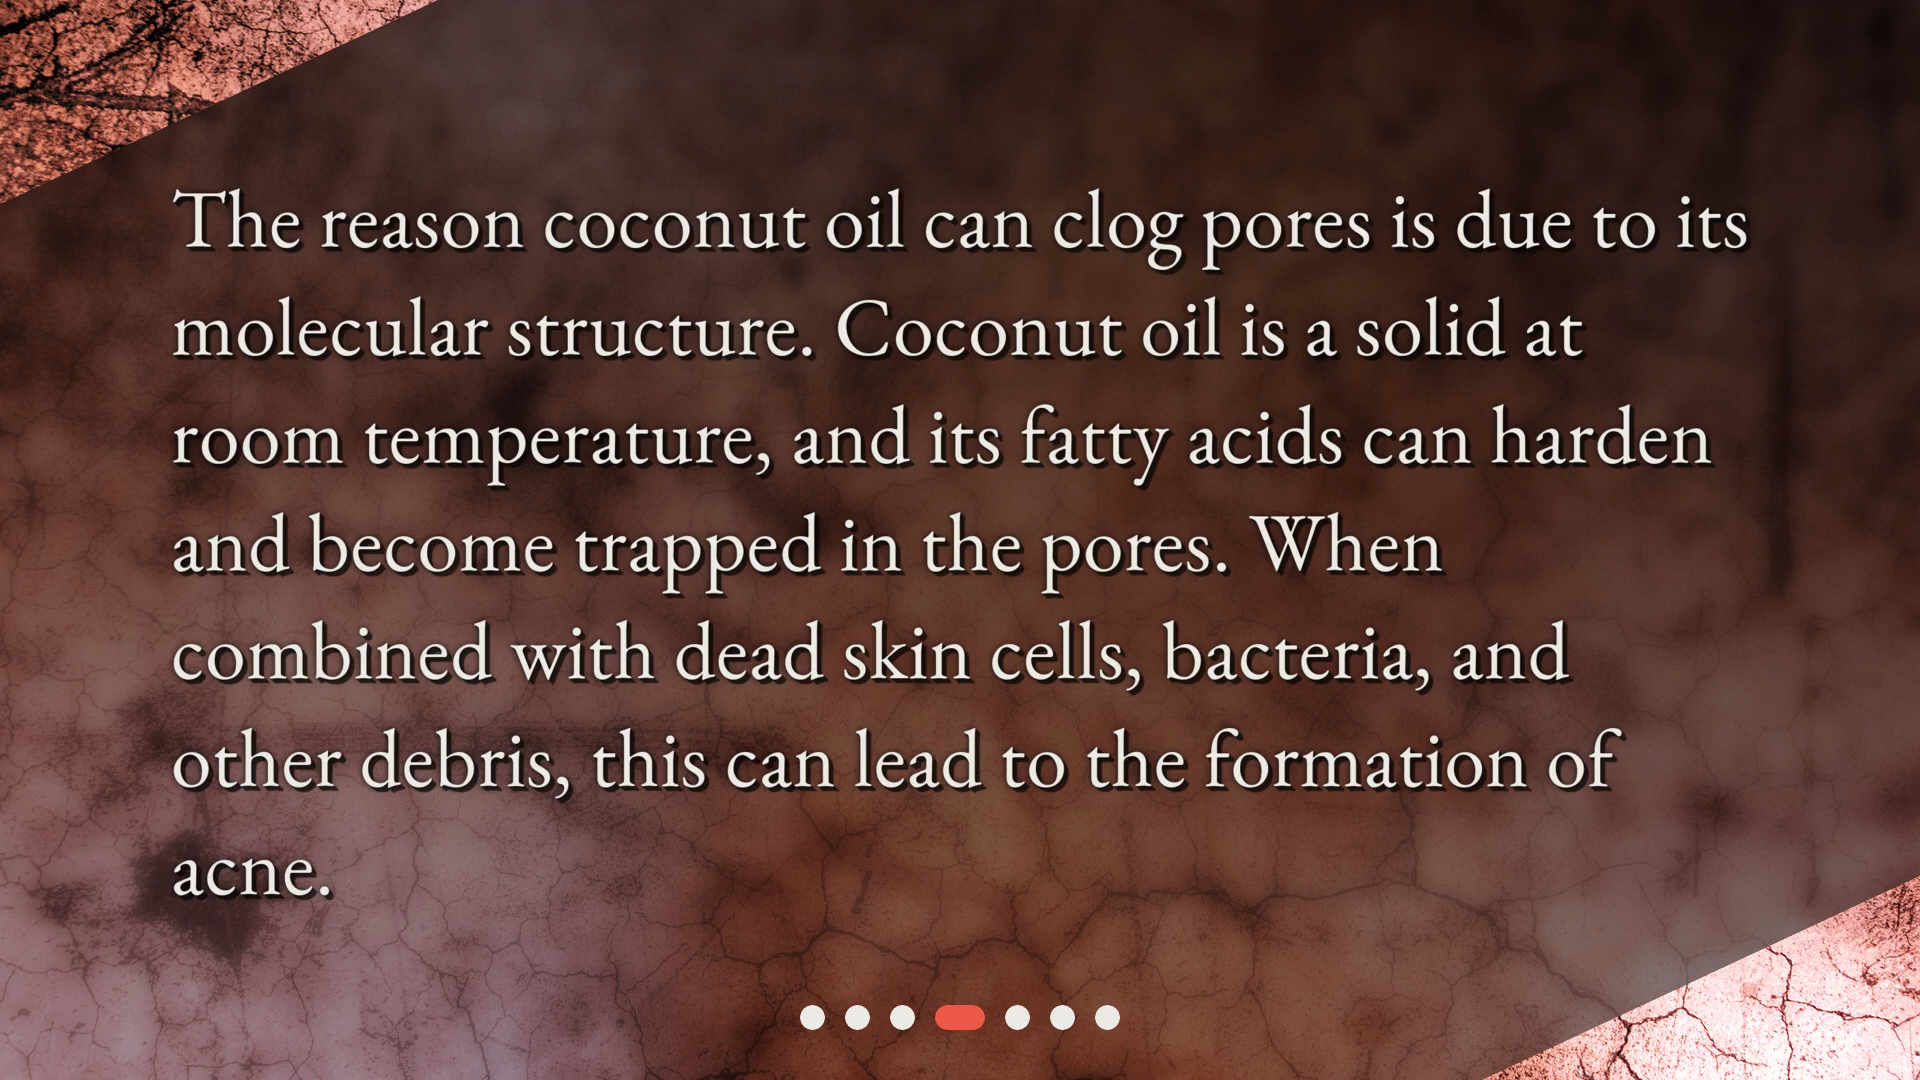 The reason coconut oil can clog pores is due to its
molecular structure. Coconut oil is a solid at
room temperature, and its fatty acids can harden
and become trapped in the pores. When
combined with dead skin cells, bacteria, and
other debris, this can lead to the formation of
acne.